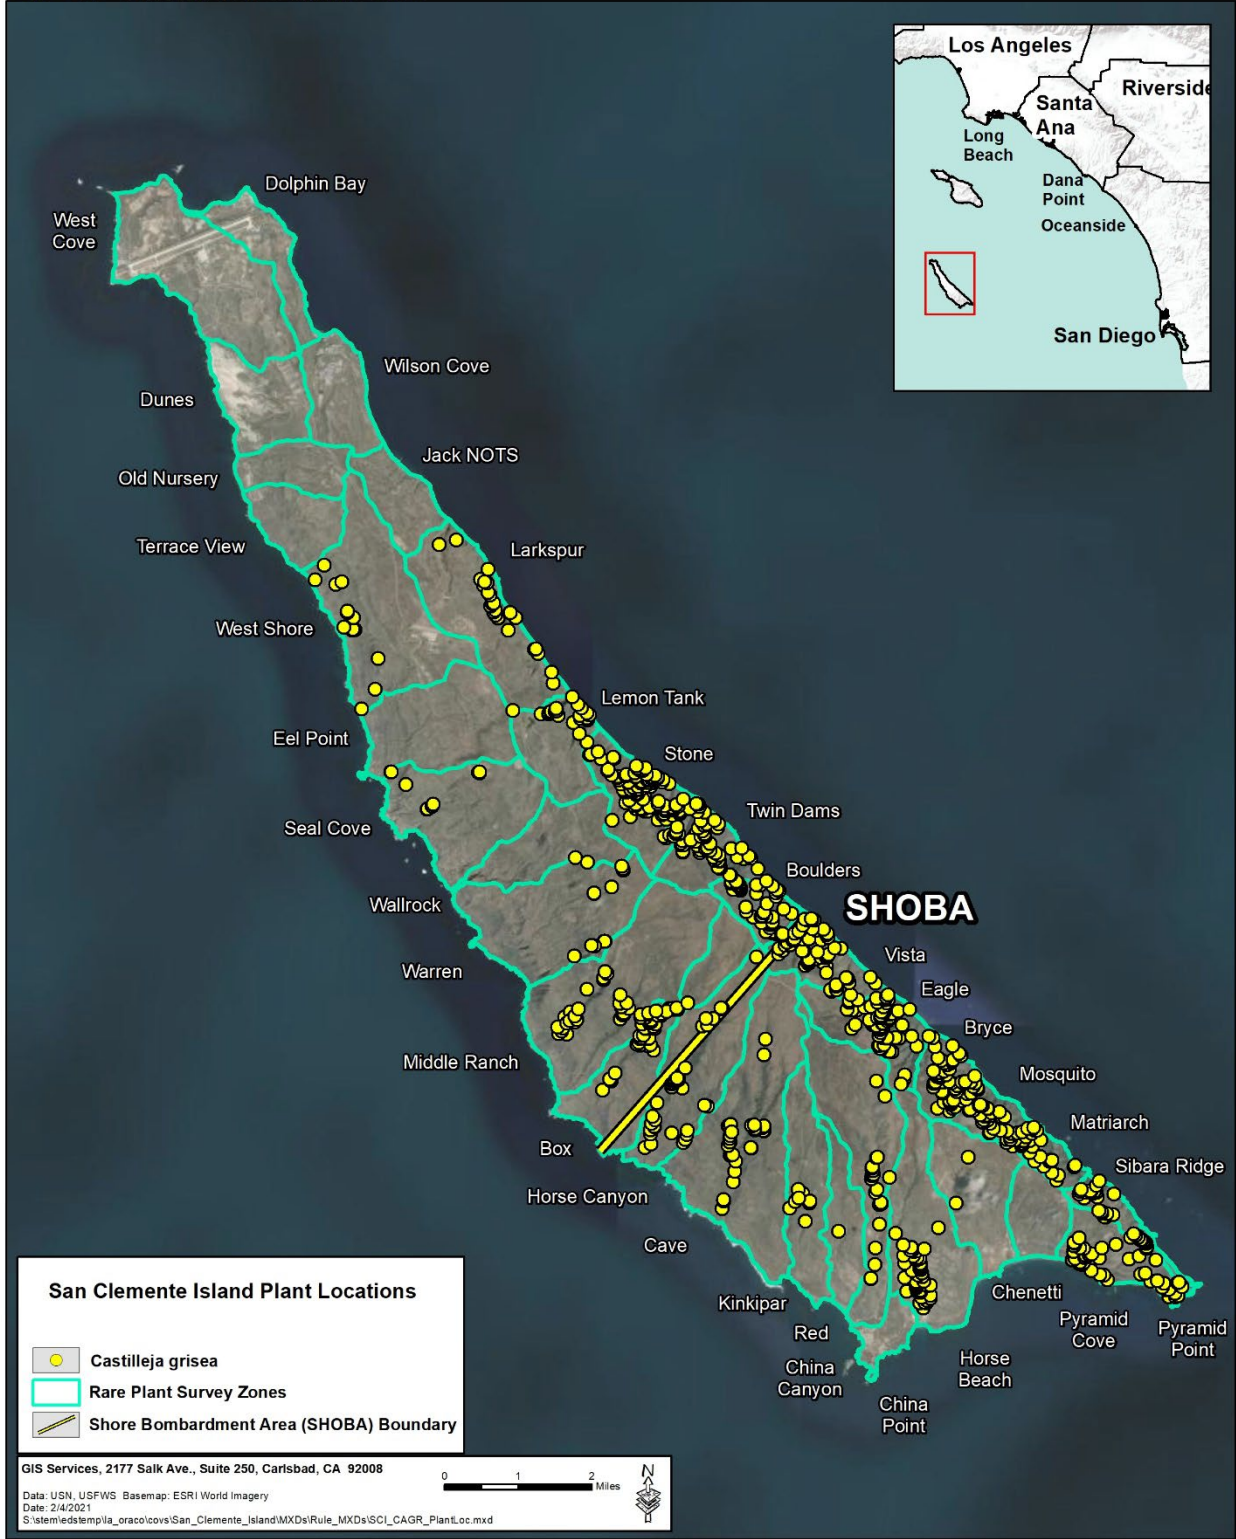 Los Angeles
Riverside
Santa
Ana
Long
Beach
Dana
Point
Oceanside
San Diego
Dolphin Bay
West
Cove
Wilson Cove
Dunes
Jack NOTS
Old Nursery
Terrace View
Larkspur
West Shore
Lemon Tank
Eel Point
Stone
Twin Dams
Seal Cove
Boulders
Wallrock
SHOBA
Vista
Warren
Eagle
Bryce
Middle Ranch
Mosquito
Matriarch
Box
Sibara Ridge
Horse Canyon
Cave
Chenetti
Kinkipar
Pyramid
Cove
Pyramid
Point
Red
China
Canyon
Horse
Beach
China
Point
San Clemente Island Plant Locations
Castilleja grisea
Rare Plant Survey Zones
Shore Bombardment Area (SHOBA) Boundary
GIS Services, 2177 Salk Ave., Suite 250, Carlsbad, CA 92008
Data: USN, USFWS Basemap: ESRI World Imagery
Date: 2/4/2021
S:\stem\edstemp\la_oraco\covs\San_Clemente_Island\MXDs\Rule_MXDs\SCI_CAGR_PlantLoc.mxd
0 1 2
Miles
N